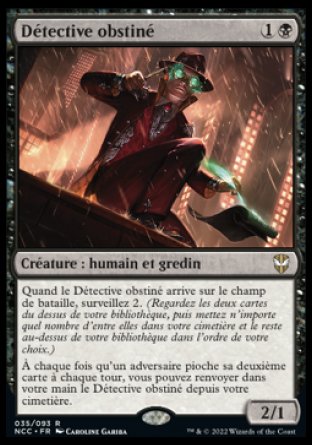 Détective obstiné 1
Créature : humain et gredin
Quand le Détective obstiné arrive sur le champ
de bataille, surveillez 2. (Regardez les deux cartes
du dessus de votre bibliothèque, puis mettez n'importe
quel nombre d'entre elles dans votre cimetière et le reste
au-dessus de votre bibliothèque dans l'ordre de votre
choix.)
À chaque fois qu'un adversaire pioche sa deuxième
carte à chaque tour, vous pouvez renvoyer dans
votre main le Détective obstiné depuis votre
cimetière.
2/1
035/093 R
NCC • FR Caroline Gariba
™ & © 2022 Wizards of the Coast